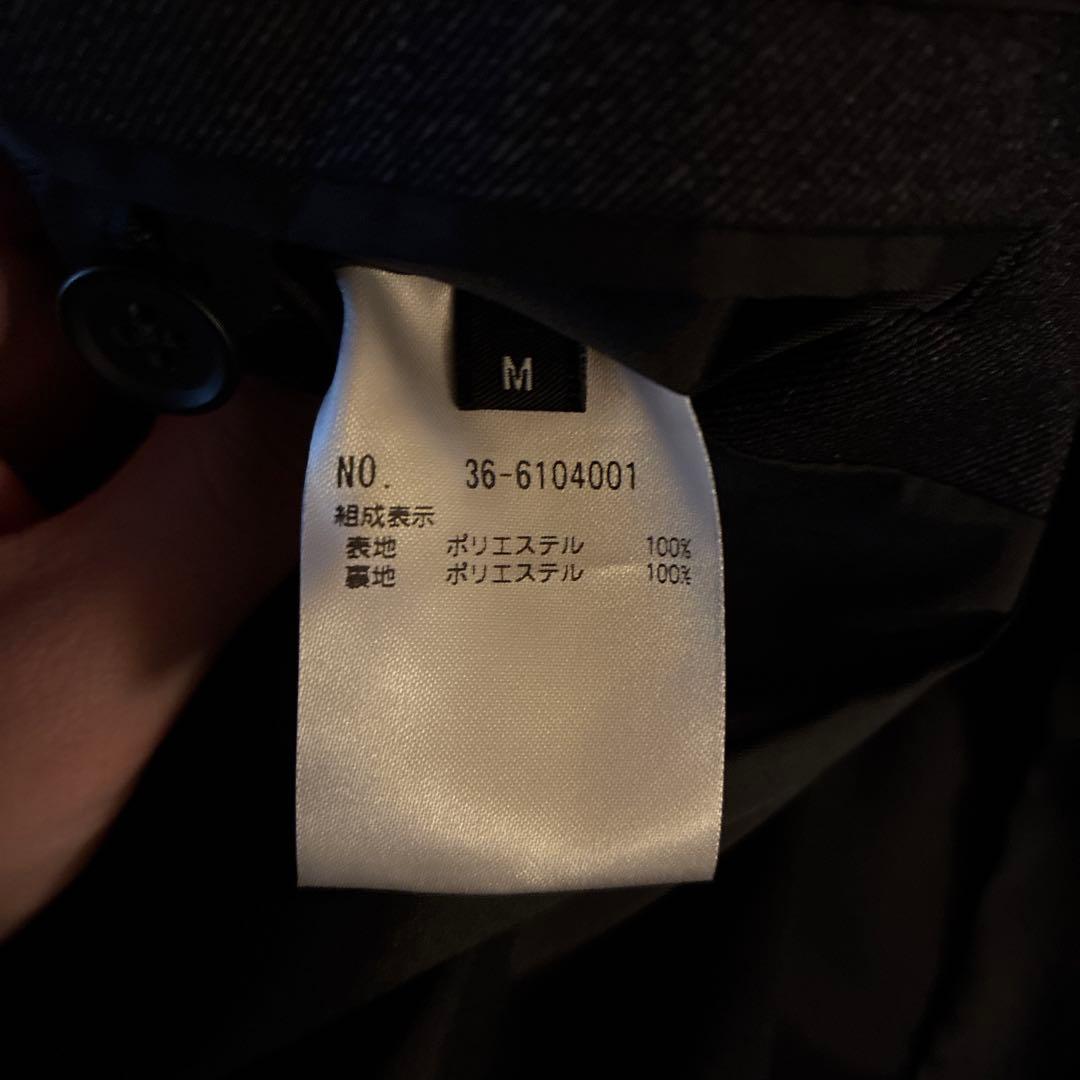 M
NO. 36-6104001
組成表示
表地 ポリエステル 100%
裏地 ポリエステル 100%